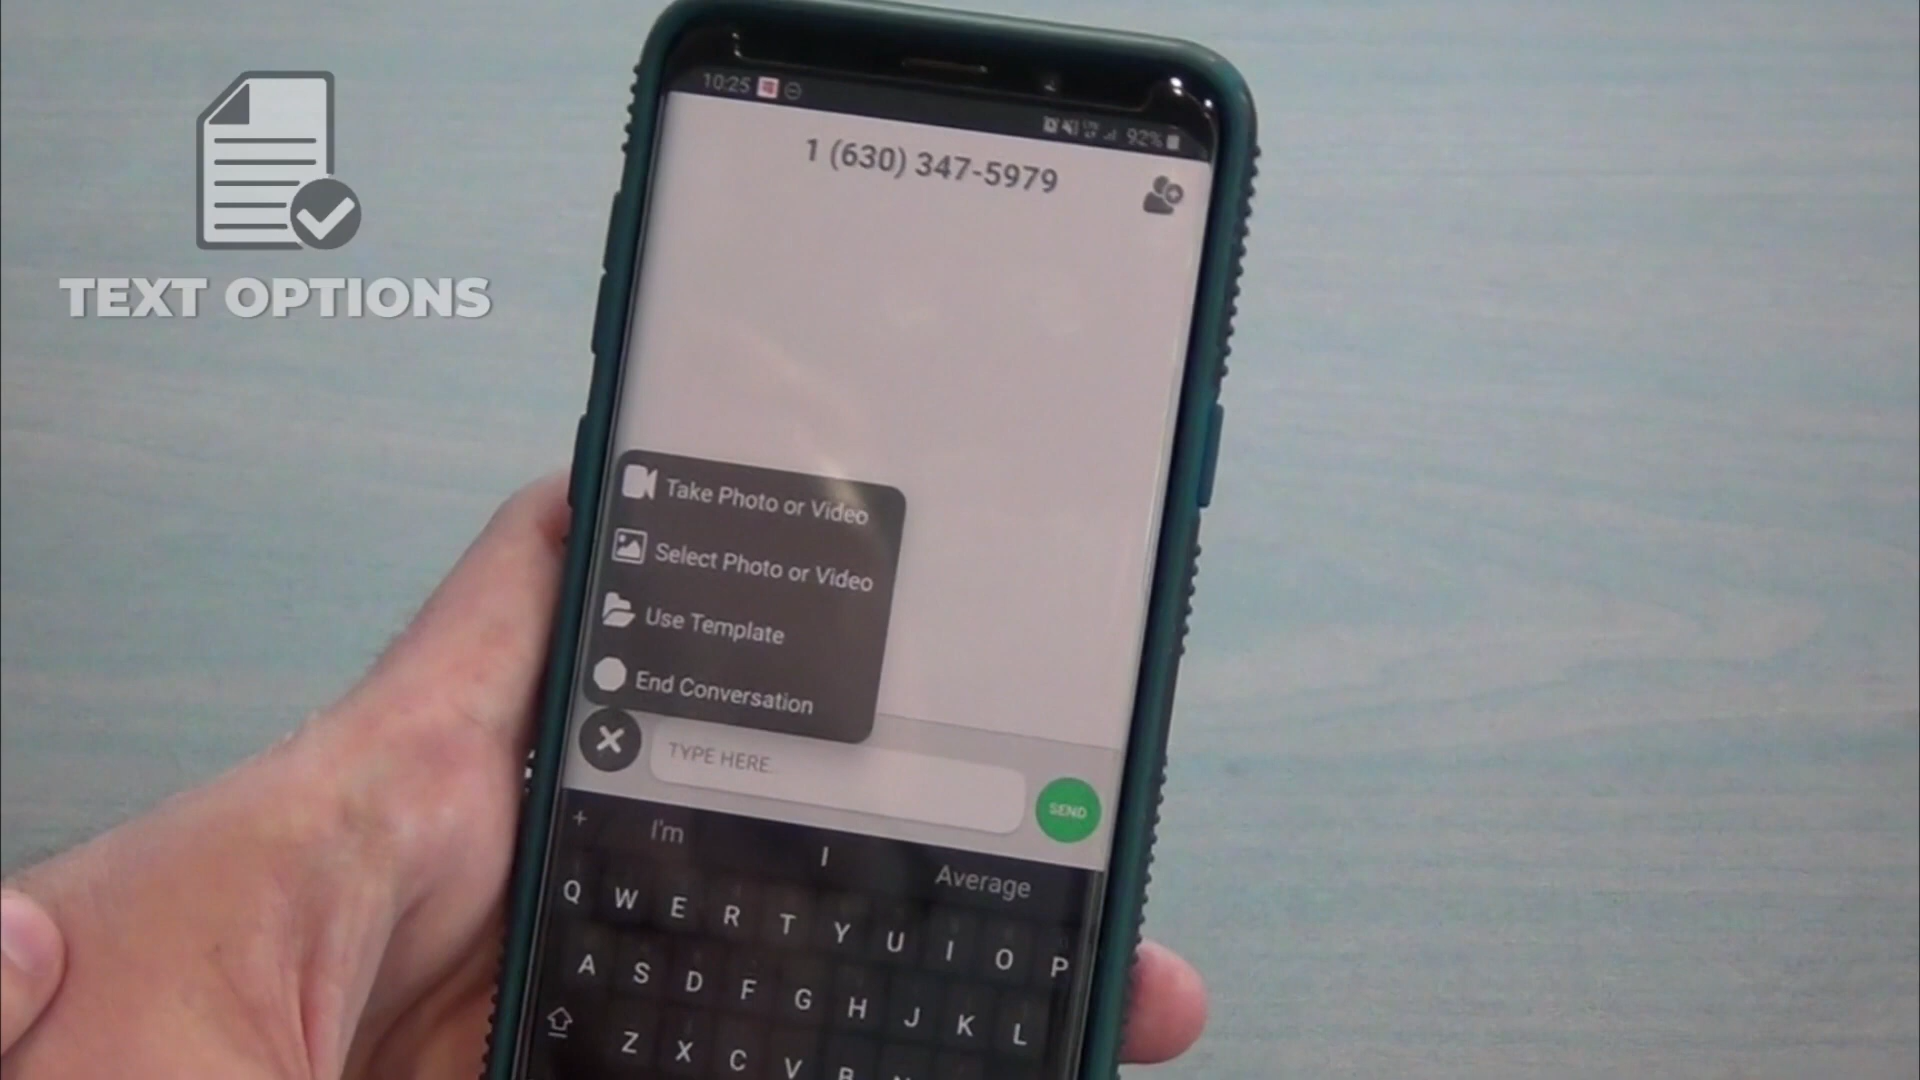 TEXT OPTIONS
10:25
92%
1 (630) 347-5979
Take Photo or Video
Select Photo or Video
Use Template
End Conversation
TYPE HERE..
SEND
+ I'm I Average
Q W E R T Y U I O P
A S D F G H J K L
Z X C V B